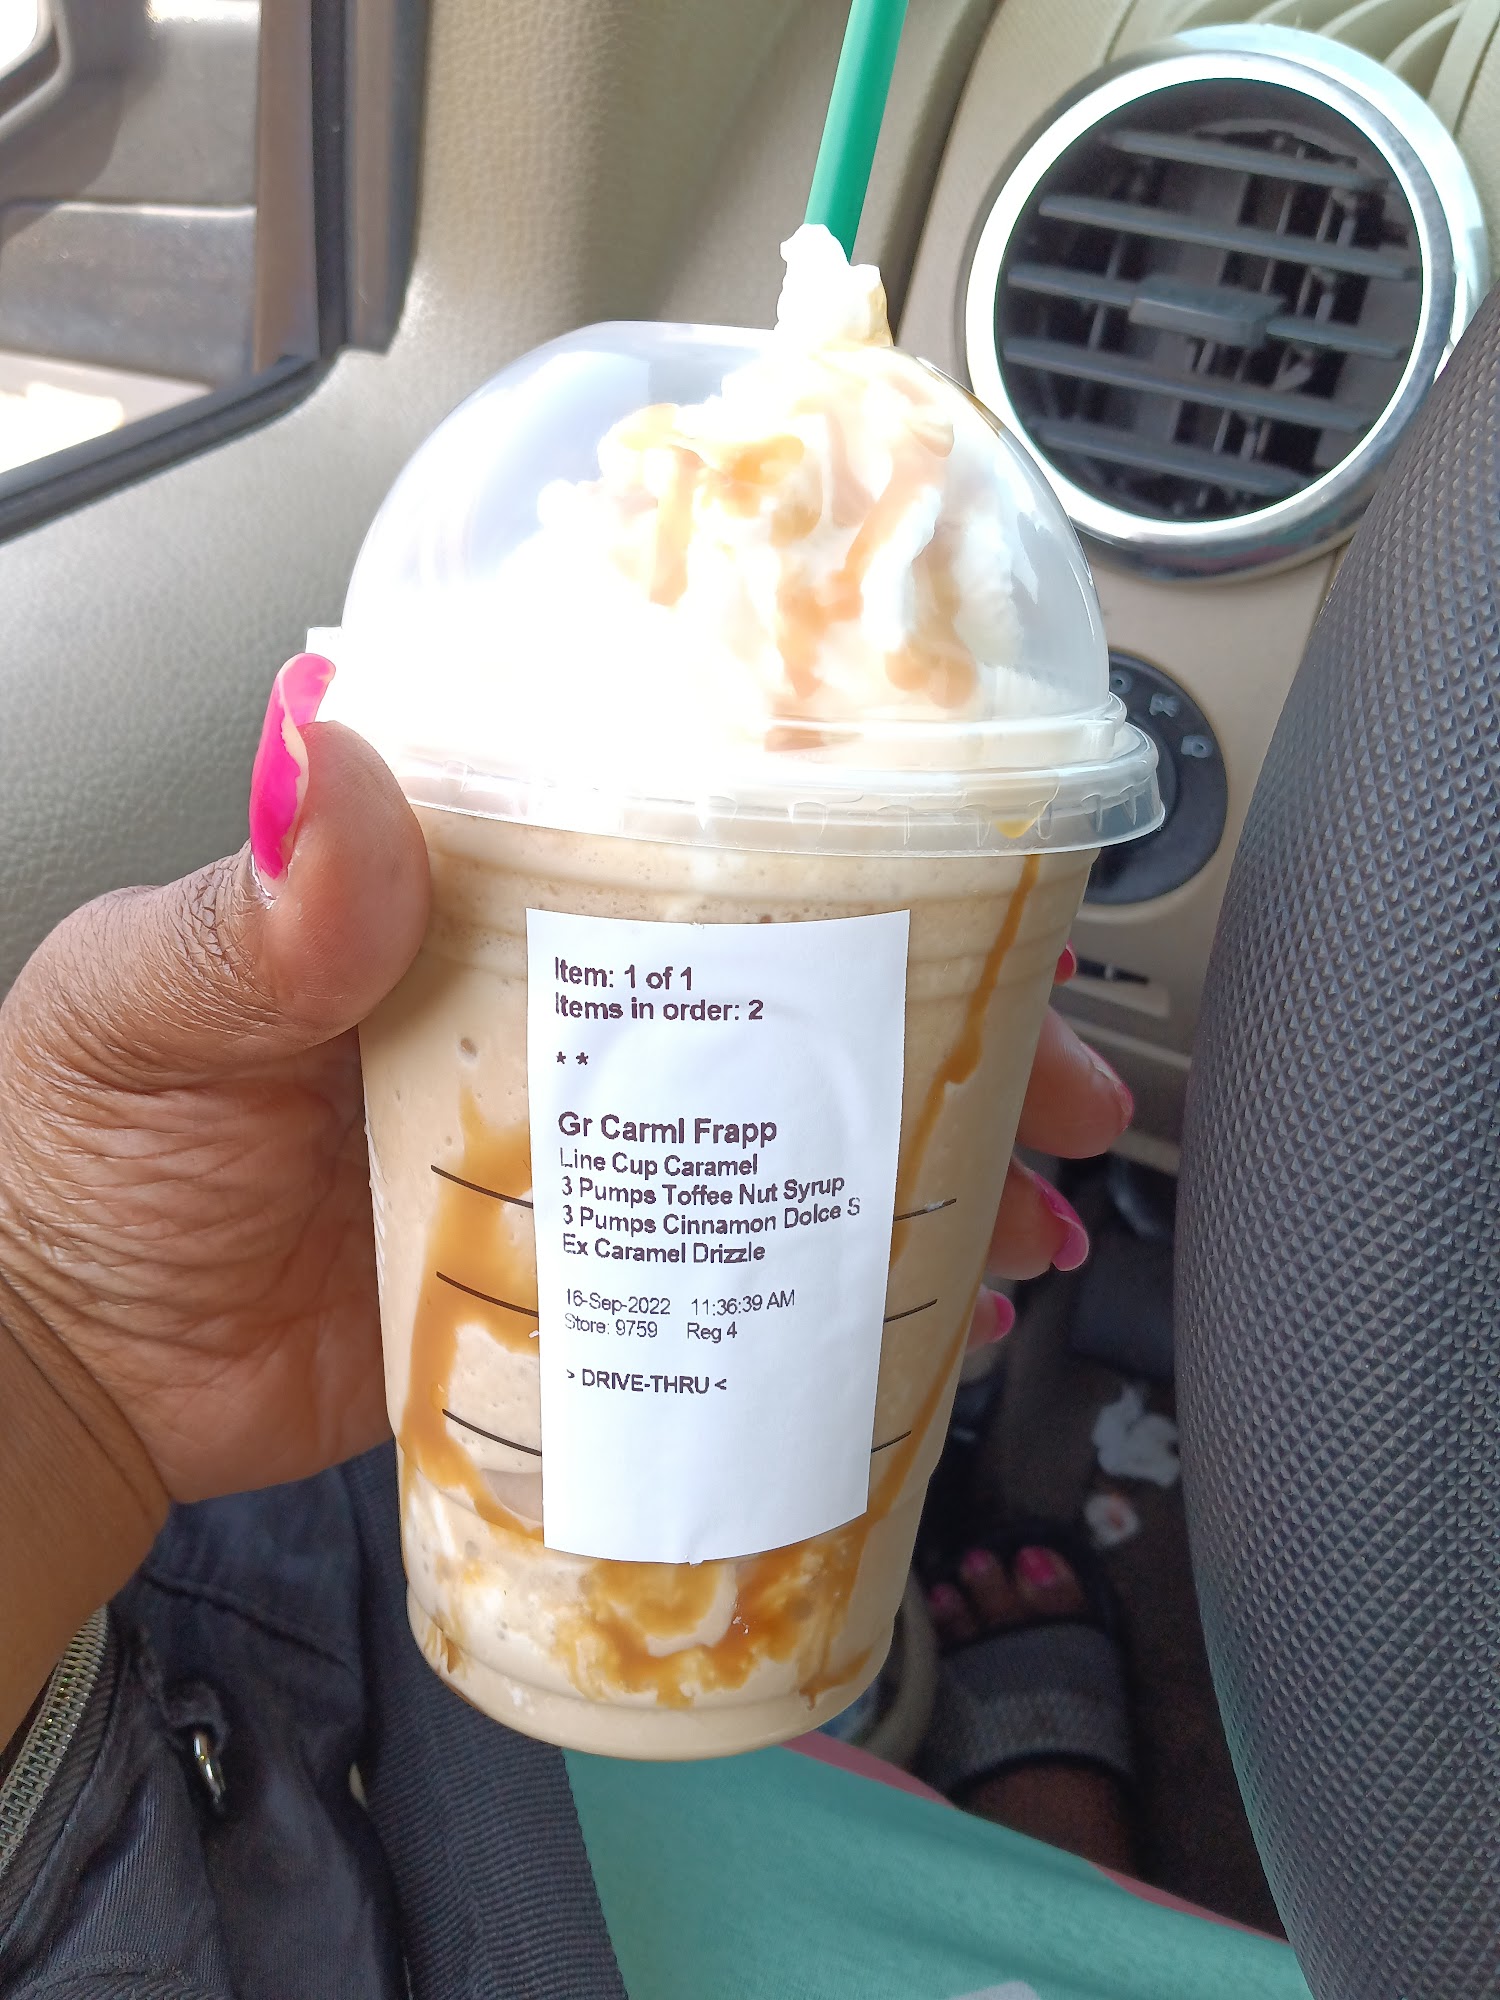 Item: 1 of 1
Items in order: 2
* *
Gr Carml Frapp
Line Cup Caramel
3 Pumps Toffee Nut Syrup
3 Pumps Cinnamon Dolce S
Ex Caramel Drizzle
16-Sep-2022 11:36:39 AM
Store: 9759 Reg 4
> DRIVE-THRU <